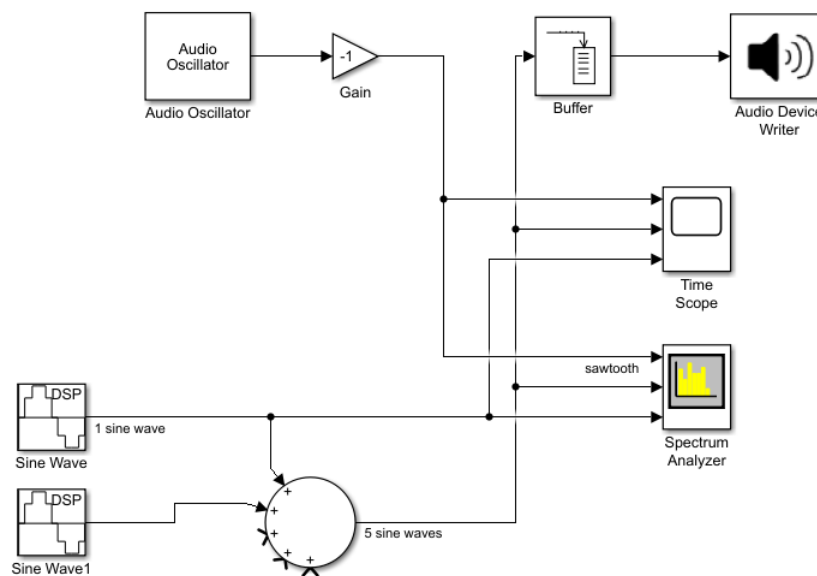 Audio
Oscillator
Audio Oscillator
-1
Gain
Buffer
Audio Device
Writer
Time
Scope
sawtooth
Spectrum
Analyzer
DSP
1 sine wave
Sine Wave
DSP
Sine Wave1
+
+
+
+
+
5 sine waves